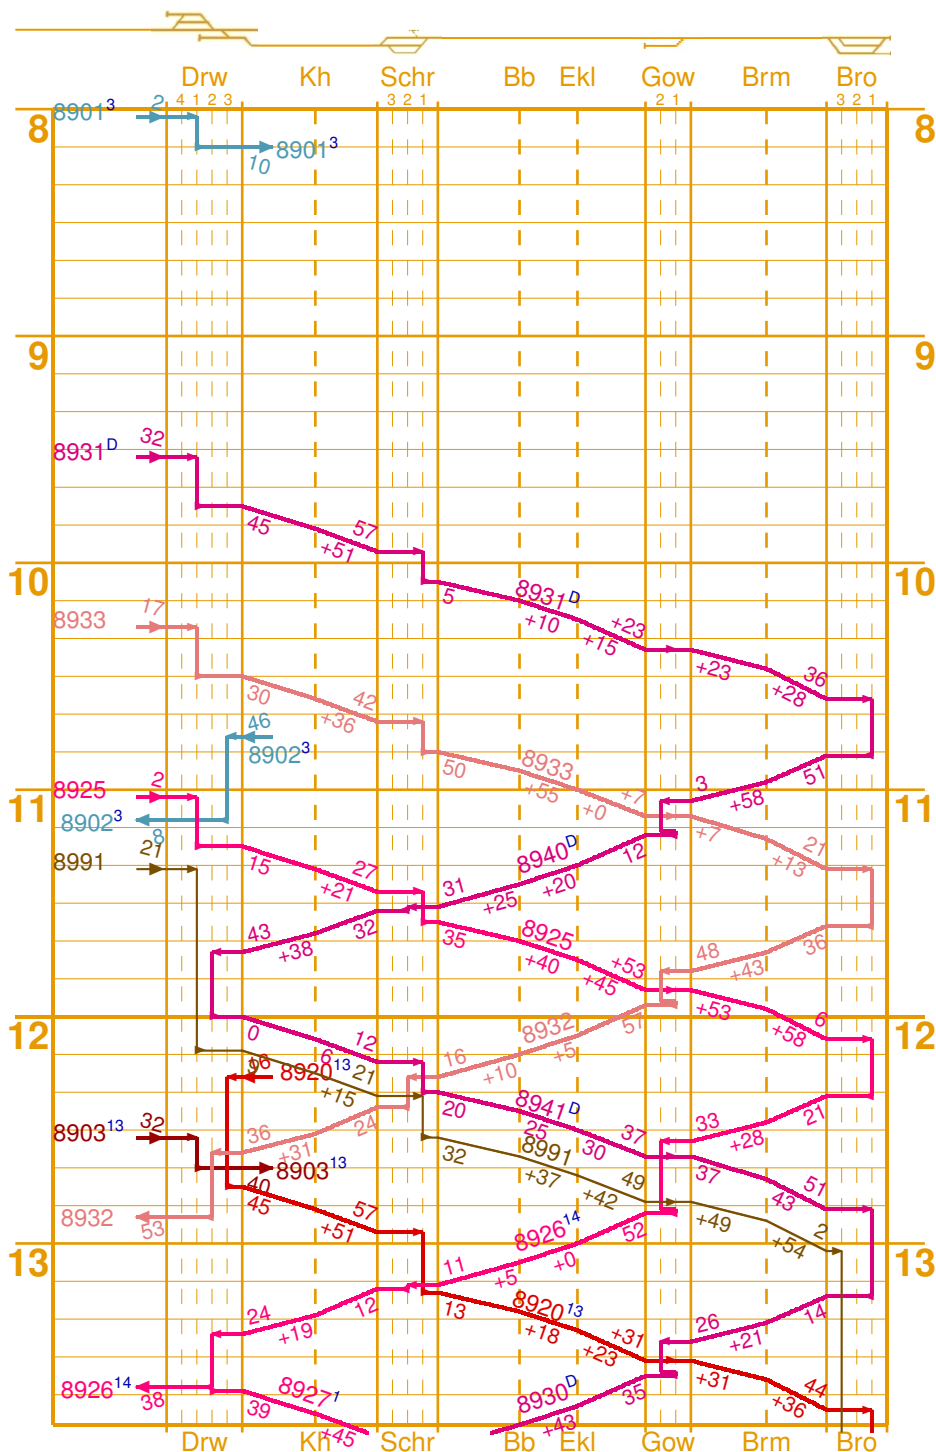 Drw Kh Schr Bb Ekl Gow Brm Bro
4 1 2 3 3 2 1 2 1 3 2 1
8 8901³ 2 8
10 8901³
9 9
8931ᴰ 32
45 +51 57
10 10
5 8931ᴰ +10 +15 +23 +23 +28 36
8933 17
30 +36 42
46
8902³
50 8933 +55 +0 +7 +7 +13 21
3 +58 51
8925 2
11 11
8902³ 8
8991 21
15 +21 27
31 +25 8940ᴰ +20 12
43 +38 32
35 8925 +40 +45 +53 +53 +58 6
48 +43 36
12 12
0 6 12
16 +10 8932 +5 57
9 +15 21
16 8920¹³
20 8941ᴰ 25 30 37 37 43 51
33 +28 21
8903¹³ 32
36 +31 24
32 8991 +37 +42 49 +49 +54 2
40 8903¹³
45 +51 57
8932 53
11 +5 8926¹⁴ +0 52
13 13
24 +19 12
13 8920¹³ +18 +23 +31 +31 +36 44
26 +21 14
8926¹⁴ 38
39 8927¹ +45
8930ᴰ +43 35
Drw Kh Schr Bb Ekl Gow Brm Bro